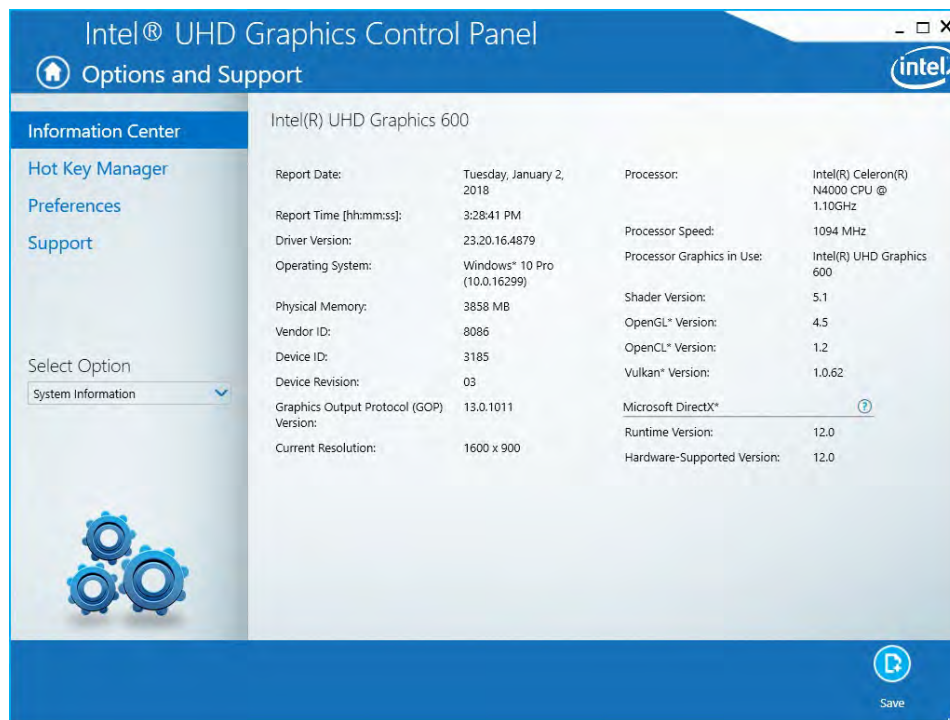 Intel® UHD Graphics Control Panel
Options and Support
intel
Information Center
Hot Key Manager
Preferences
Support
Select Option
System Information
Intel(R) UHD Graphics 600
Report Date: Tuesday, January 2,
2018
Report Time [hh:mm:ss]: 3:28:41 PM
Driver Version: 23.20.16.4879
Operating System: Windows* 10 Pro
(10.0.16299)
Physical Memory: 3858 MB
Vendor ID: 8086
Device ID: 3185
Device Revision: 03
Graphics Output Protocol (GOP) 13.0.1011
Version:
Current Resolution: 1600 x 900
Processor: Intel(R) Celeron(R)
N4000 CPU @
1.10GHz
Processor Speed: 1094 MHz
Processor Graphics in Use: Intel(R) UHD Graphics
600
Shader Version: 5.1
OpenGL* Version: 4.5
OpenCL* Version: 1.2
Vulkan* Version: 1.0.62
Microsoft DirectX* ?
Runtime Version: 12.0
Hardware-Supported Version: 12.0
Save